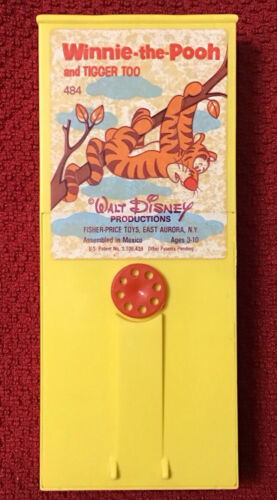 Winnie-the-Pooh
and TIGGER TOO
484
©WALT DISNEY
PRODUCTIONS
FISHER-PRICE TOYS, EAST AURORA, N.Y.
Assembled in Mexico Ages 3-10
U.S. Patent No. Other Patents Pending